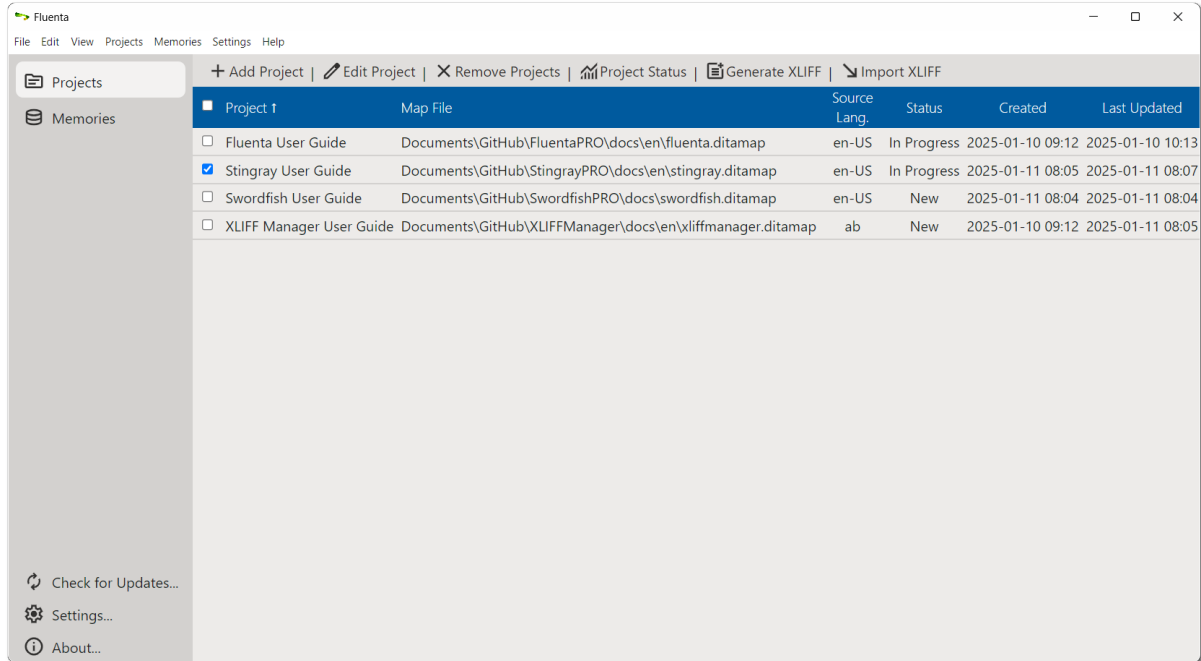 Fluenta
File Edit View Projects Memories Settings Help
Projects
Memories
Add Project | Edit Project | Remove Projects | Project Status | Generate XLIFF | Import XLIFF
Project ↑ Map File Source Lang. Status Created Last Updated
Fluenta User Guide Documents\GitHub\FluentaPRO\docs\en\fluenta.ditamap en-US In Progress 2025-01-10 09:12 2025-01-10 10:13
Stingray User Guide Documents\GitHub\StingrayPRO\docs\en\stingray.ditamap en-US In Progress 2025-01-11 08:05 2025-01-11 08:07
Swordfish User Guide Documents\GitHub\SwordfishPRO\docs\swordfish.ditamap en-US New 2025-01-11 08:04 2025-01-11 08:04
XLIFF Manager User Guide Documents\GitHub\XLIFFManager\docs\en\xliffmanager.ditamap ab New 2025-01-10 09:12 2025-01-11 08:05
Check for Updates...
Settings...
About...